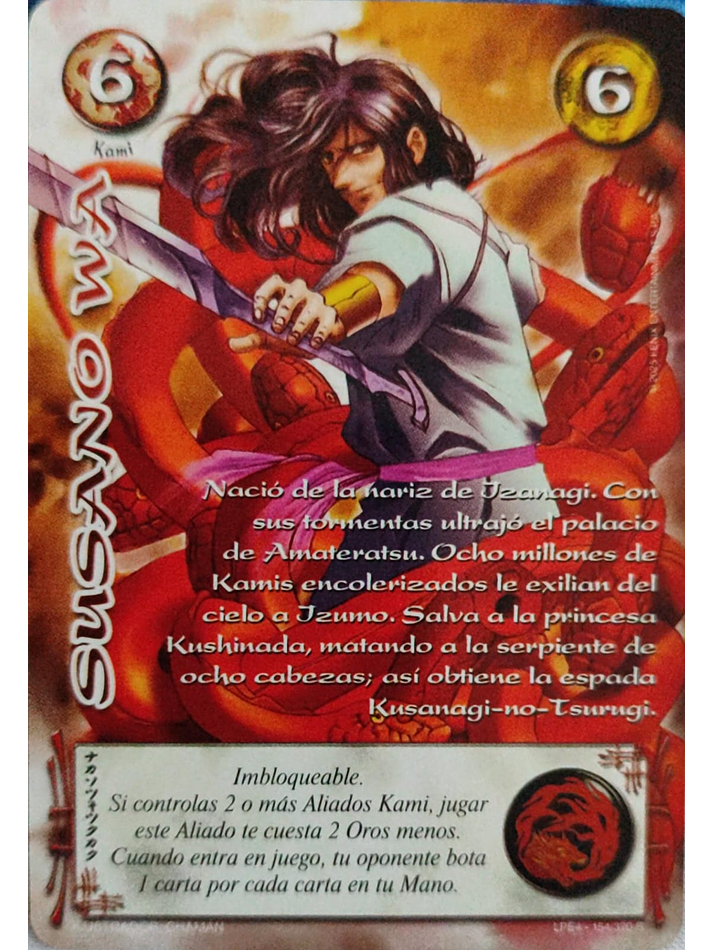 6
6
Kami
SUSANO WA
Nació de la nariz de Izanagi. Con
sus tormentas ultrajó el palacio
de Amateratsu. Ocho millones de
Kamis encolerizados le exilian del
cielo a Izumo. Salva a la princesa
Kushinada, matando a la serpiente de
ocho cabezas; así obtiene la espada
Kusanagi-no-Tsurugi.
Imbloqueable.
Si controlas 2 o más Aliados Kami, jugar
este Aliado te cuesta 2 Oros menos.
Cuando entra en juego, tu oponente bota
1 carta por cada carta en tu Mano.
ILUSTRADOR: CHAMÁN